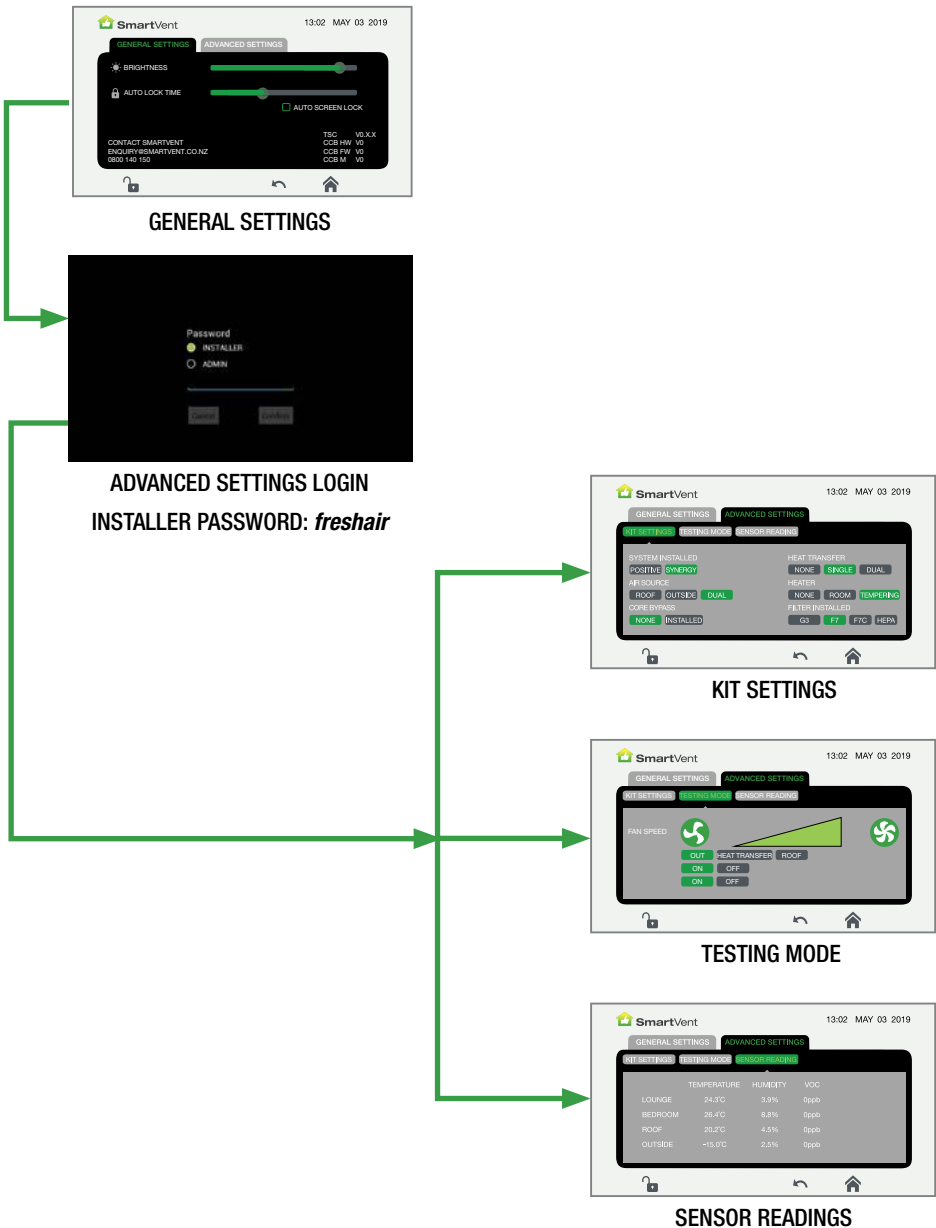 SmartVent 13:02 MAY 03 2019
GENERAL SETTINGS ADVANCED SETTINGS
BRIGHTNESS
AUTO LOCK TIME
AUTO SCREEN LOCK
TSC V0.X.X
CONTACT SMARTVENT CCB HW V0
ENQUIRY@SMARTVENT.CO.NZ CCB FW V0
0800 140 150 CCB M V0
GENERAL SETTINGS
Password
INSTALLER
ADMIN
Cancel Confirm
ADVANCED SETTINGS LOGIN
INSTALLER PASSWORD: freshair
SmartVent 13:02 MAY 03 2019
GENERAL SETTINGS ADVANCED SETTINGS
KIT SETTINGS TESTING MODE SENSOR READING
SYSTEM INSTALLED HEAT TRANSFER
POSITIVE SYNERGY NONE SINGLE DUAL
AIR SOURCE HEATER
ROOF OUTSIDE DUAL NONE ROOM TEMPERING
CORE BYPASS FILTER INSTALLED
NONE INSTALLED G3 F7 F7C HEPA
KIT SETTINGS
SmartVent 13:02 MAY 03 2019
GENERAL SETTINGS ADVANCED SETTINGS
KIT SETTINGS TESTING MODE SENSOR READING
FAN SPEED
OUT HEAT TRANSFER ROOF
ON OFF
ON OFF
TESTING MODE
SmartVent 13:02 MAY 03 2019
GENERAL SETTINGS ADVANCED SETTINGS
KIT SETTINGS TESTING MODE SENSOR READING
TEMPERATURE HUMIDITY VOC
LOUNGE 24.3°C 3.9% 0ppb
BEDROOM 26.4°C 8.8% 0ppb
ROOF 20.2°C 4.5% 0ppb
OUTSIDE -15.0°C 2.5% 0ppb
SENSOR READINGS